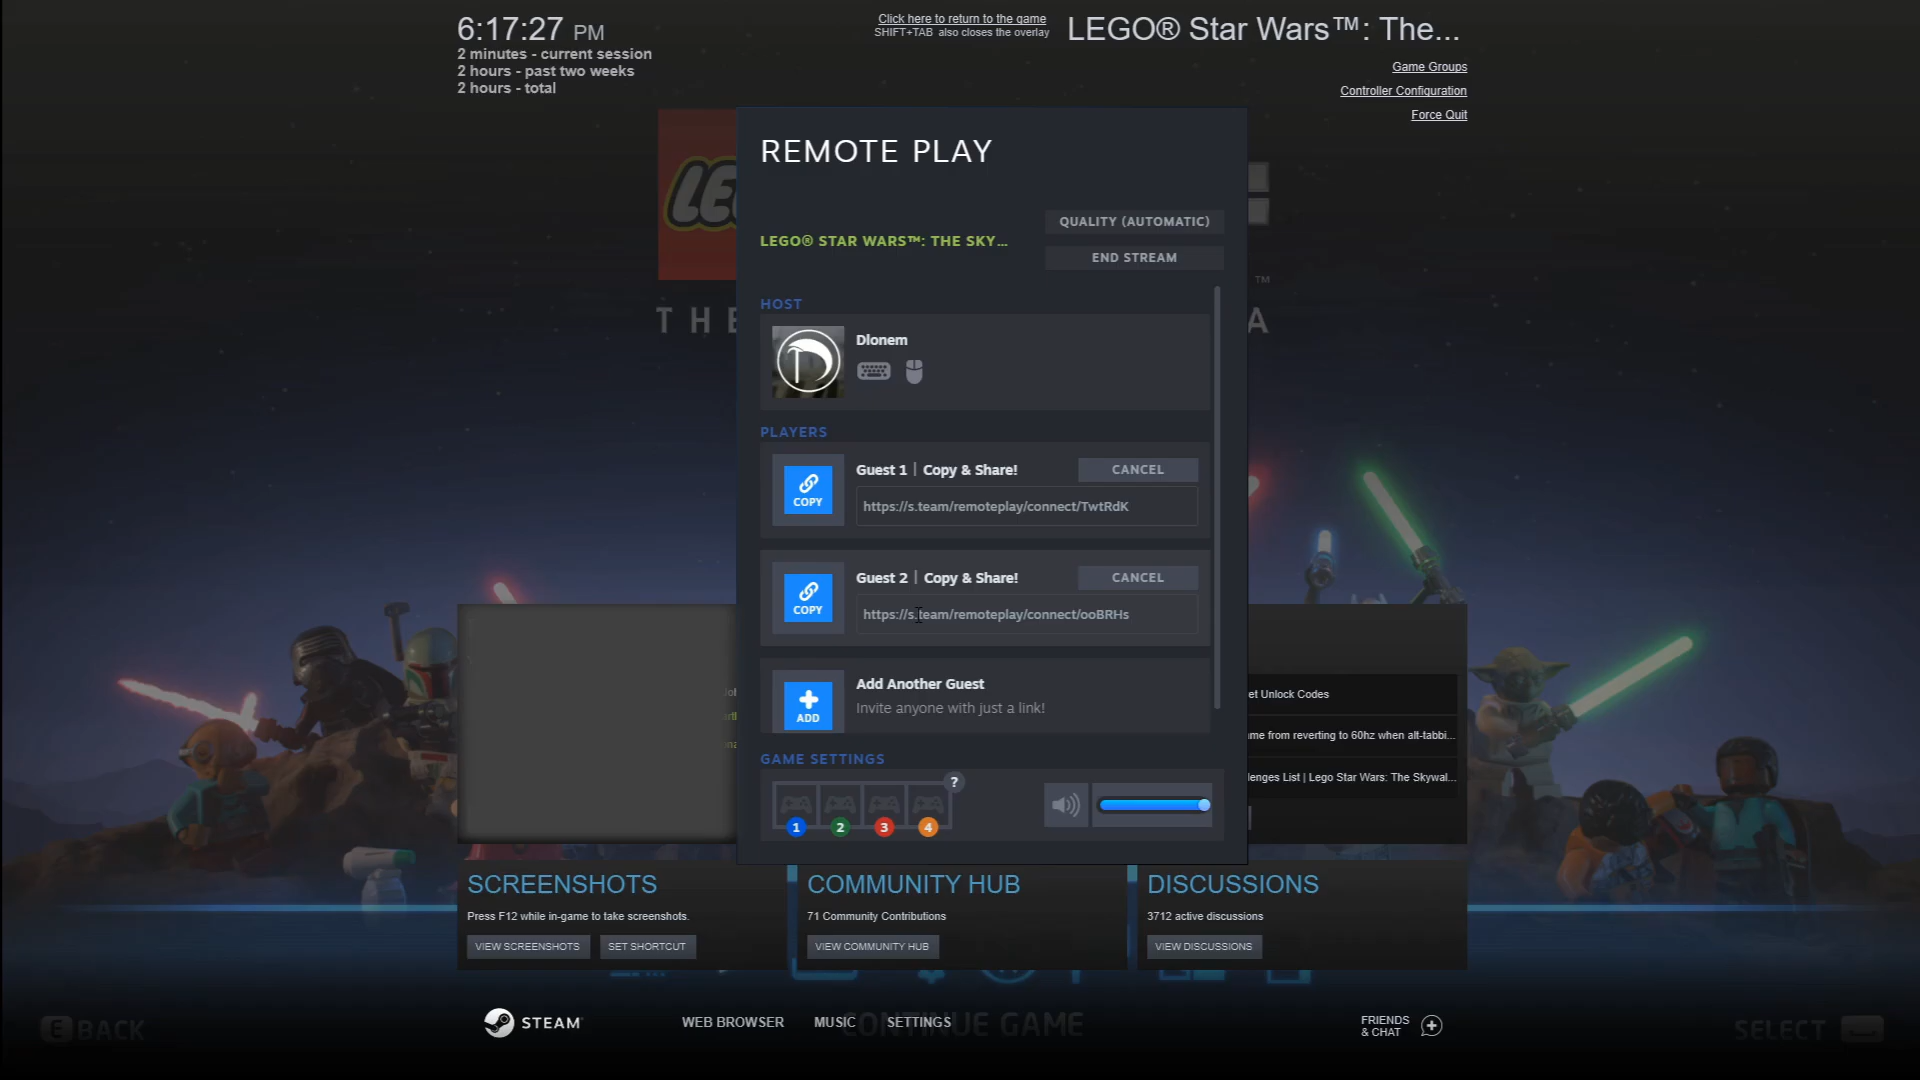 6:17:27 PM
2 minutes - current session
2 hours - past two weeks
2 hours - total
Click here to return to the game
SHIFT+TAB also closes the overlay
LEGO® Star Wars™: The...
Game Groups
Controller Configuration
Force Quit
REMOTE PLAY
QUALITY (AUTOMATIC)
LEGO® STAR WARS™: THE SKY...
END STREAM
TM
THE
A
HOST
Dlonem
PLAYERS
Guest 1 | Copy & Share!
CANCEL
COPY
https://s.team/remoteplay/connect/TwtRdK
Guest 2 | Copy & Share!
CANCEL
COPY
https://s.team/remoteplay/connect/ooBRHs
Add Another Guest
Invite anyone with just a link!
ADD
et Unlock Codes
me from reverting to 60hz when alt-tabbi...
lenges List | Lego Star Wars: The Skywal...
GAME SETTINGS
?
1 2 3 4
SCREENSHOTS
Press F12 while in-game to take screenshots.
VIEW SCREENSHOTS
SET SHORTCUT
COMMUNITY HUB
71 Community Contributions
VIEW COMMUNITY HUB
DISCUSSIONS
3712 active discussions
VIEW DISCUSSIONS
E BACK
STEAM
WEB BROWSER
MUSIC
SETTINGS
CONTINUE GAME
FRIENDS
& CHAT
SELECT